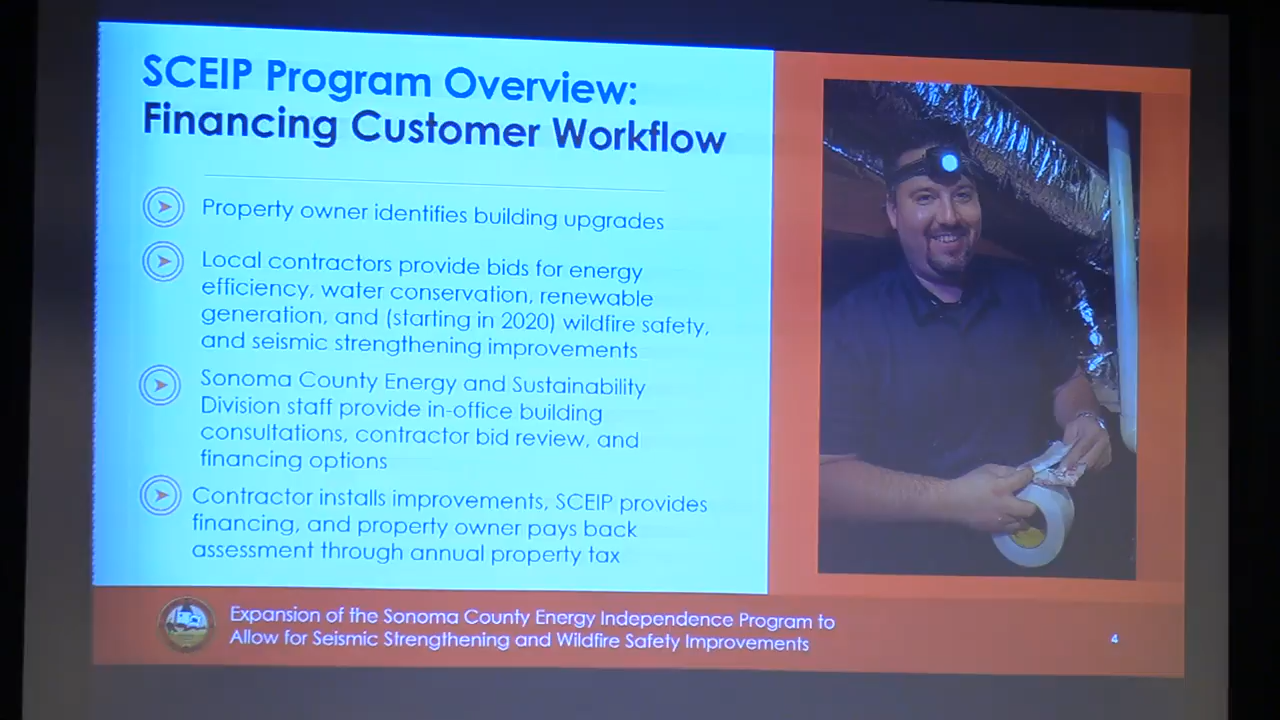 SCEIP Program Overview:
Financing Customer Workflow
Property owner identifies building upgrades
Local contractors provide bids for energy
efficiency, water conservation, renewable
generation, and (starting in 2020) wildfire safety,
and seismic strengthening improvements
Sonoma County Energy and Sustainability
Division staff provide in-office building
consultations, contractor bid review, and
financing options
Contractor installs improvements, SCEIP provides
financing, and property owner pays back
assessment through annual property tax
Expansion of the Sonoma County Energy Independence Program to
Allow for Seismic Strengthening and Wildfire Safety Improvements
4